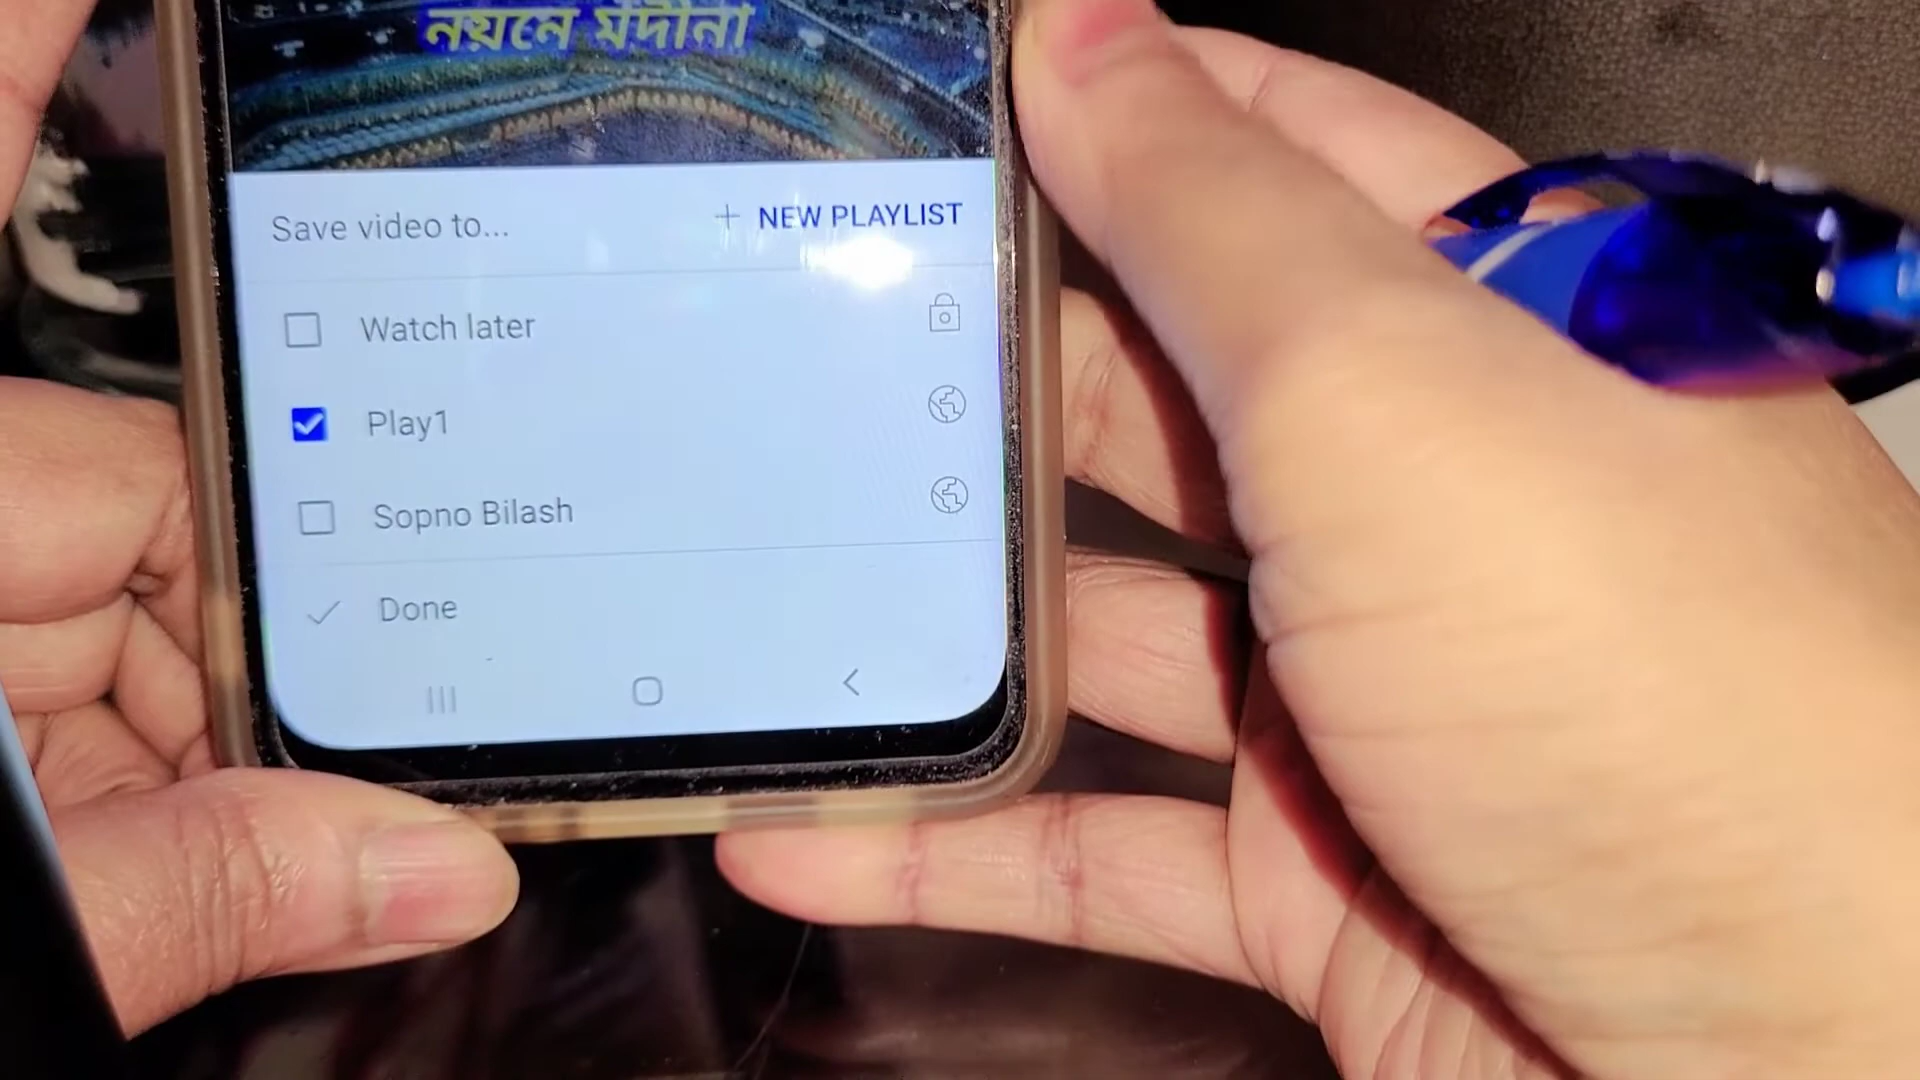 নয়নে মদীনা
Save video to...
+ NEW PLAYLIST
Watch later
Play1
Sopno Bilash
Done